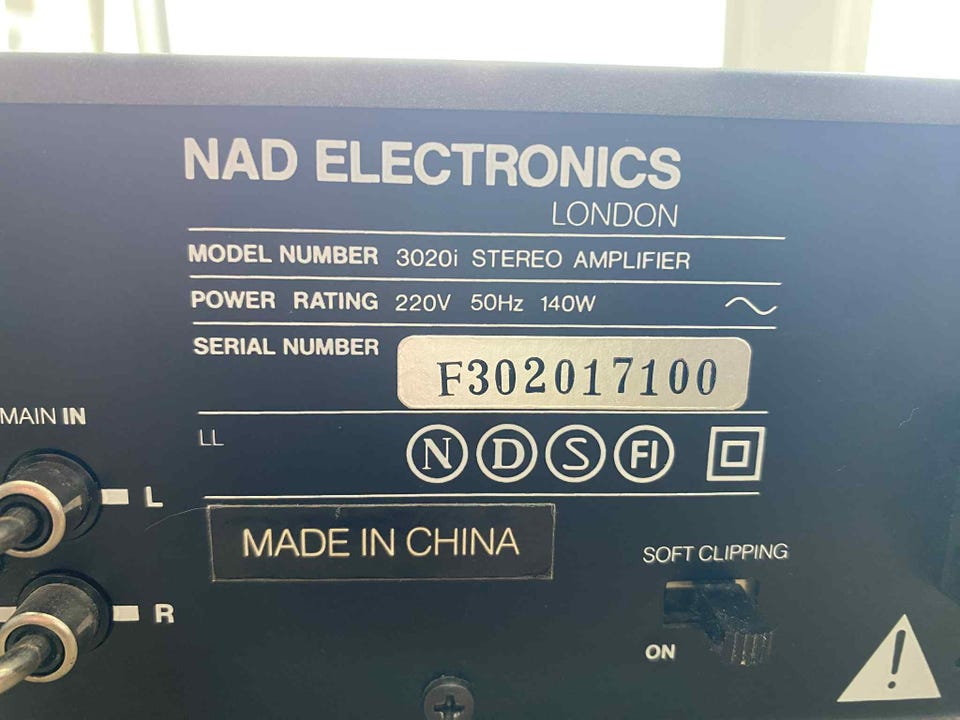 NAD ELECTRONICS
LONDON
MODEL NUMBER 3020i STEREO AMPLIFIER
POWER RATING 220V 50Hz 140W
SERIAL NUMBER F302017100
MAIN IN
LL
N D S FI
L
MADE IN CHINA
SOFT CLIPPING
R
ON
!